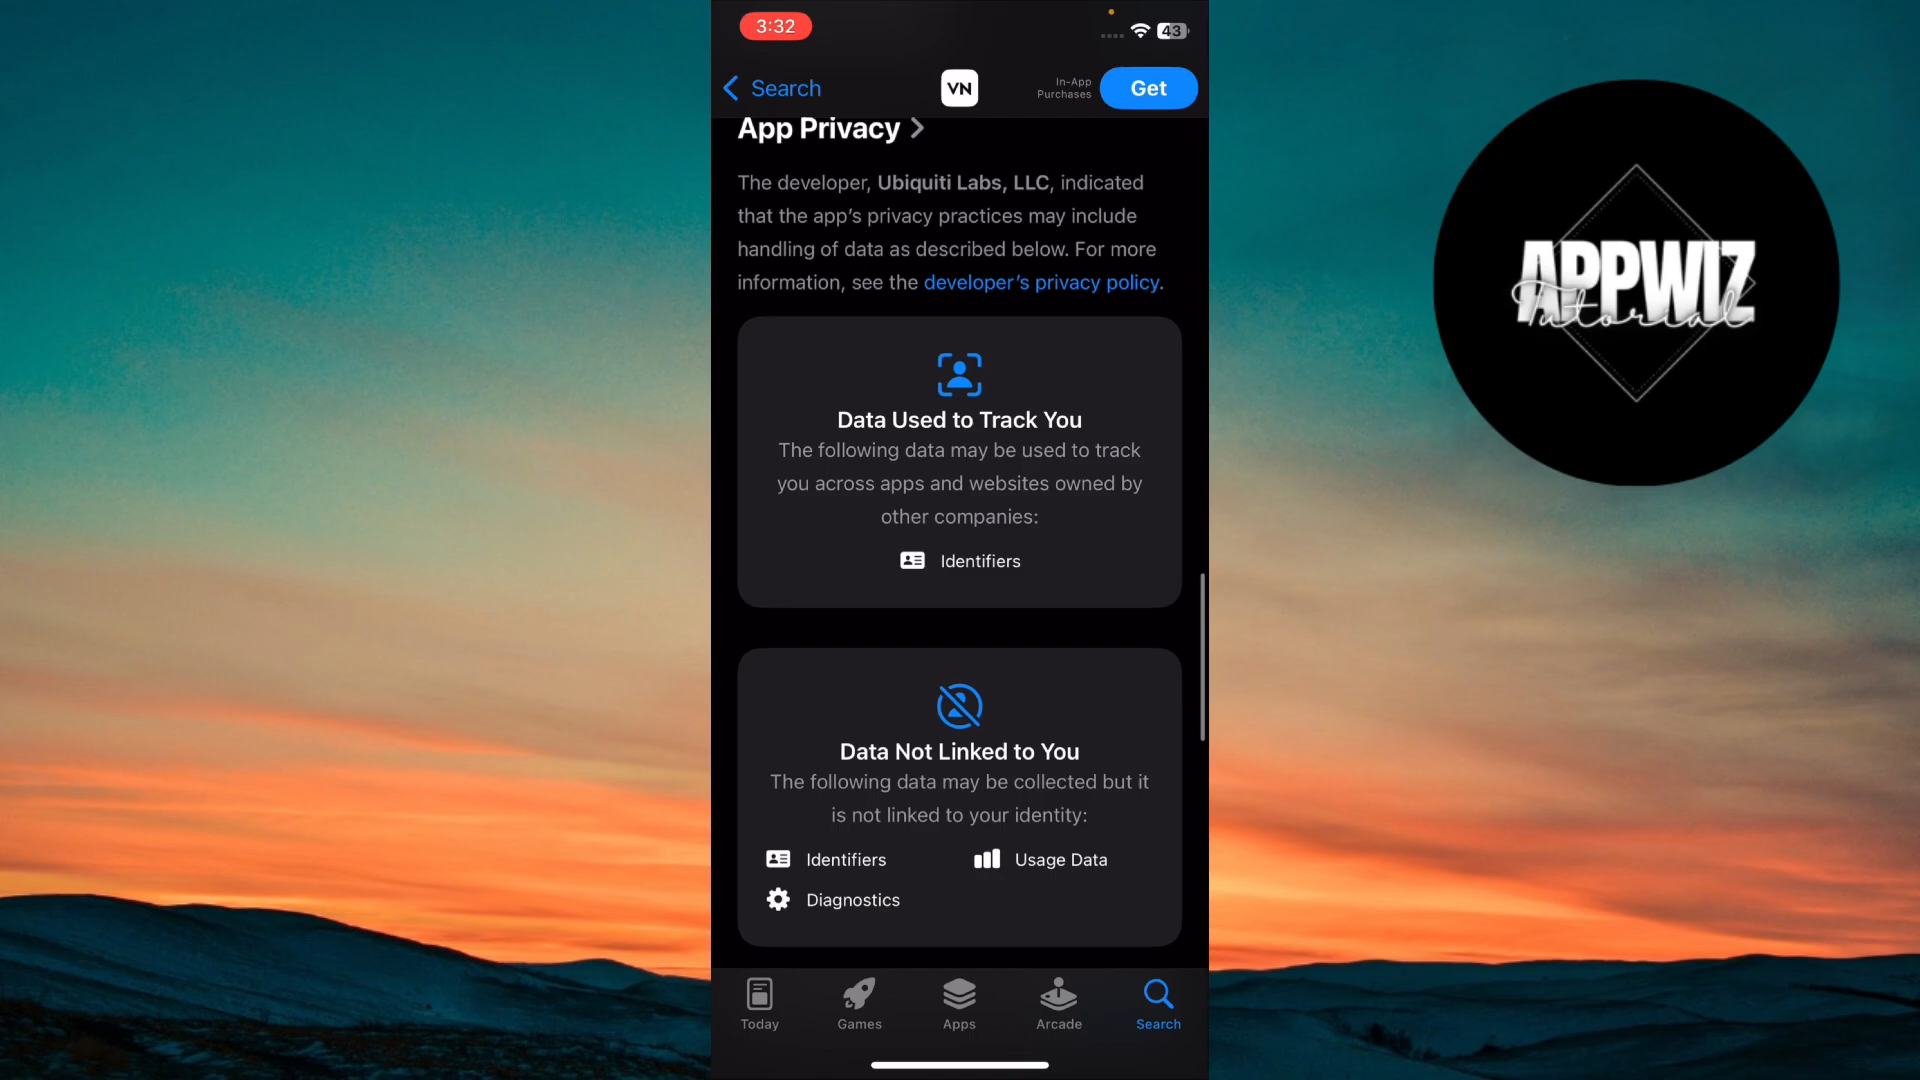 3:32
43
Search
VN
In-App
Purchases
Get
App Privacy
The developer, Ubiquiti Labs, LLC, indicated
that the app's privacy practices may include
handling of data as described below. For more
information, see the developer's privacy policy.
Data Used to Track You
The following data may be used to track
you across apps and websites owned by
other companies:
Identifiers
Data Not Linked to You
The following data may be collected but it
is not linked to your identity:
Identifiers
Usage Data
Diagnostics
Today
Games
Apps
Arcade
Search
APPWIZ
Tutorial